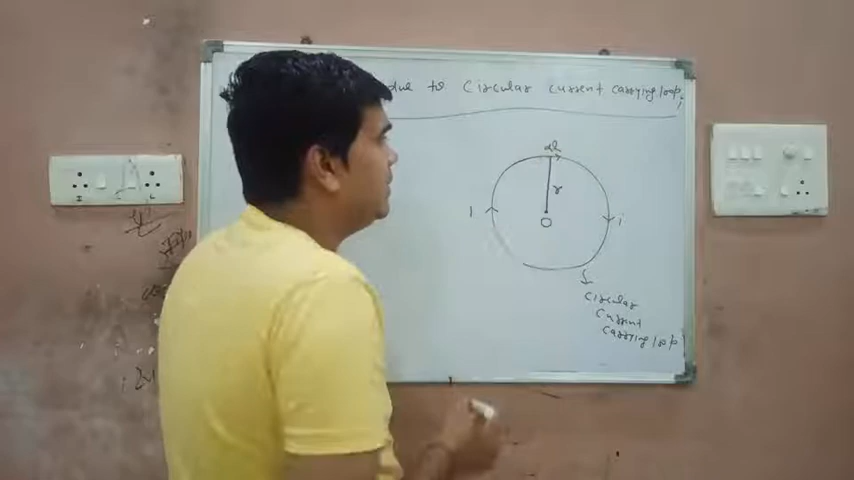 due to Circular current carrying loop;
dl
r
I
i
O
Circular
Current
Carrying loop